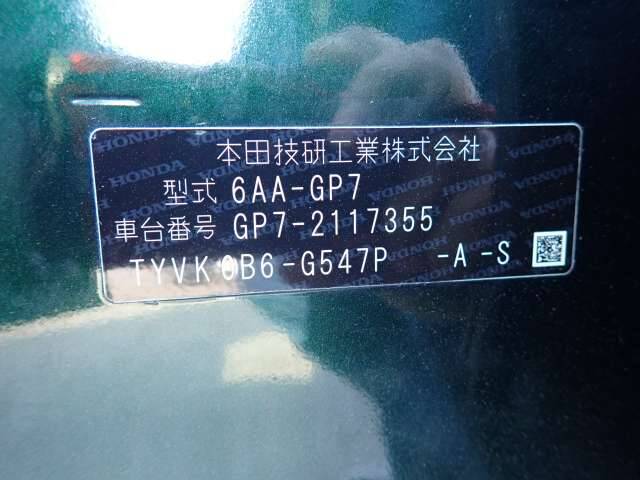 本田技研工業株式会社
型式 6AA-GP7
車台番号 GP7-2117355
TYVK0B6-G547P -A-S